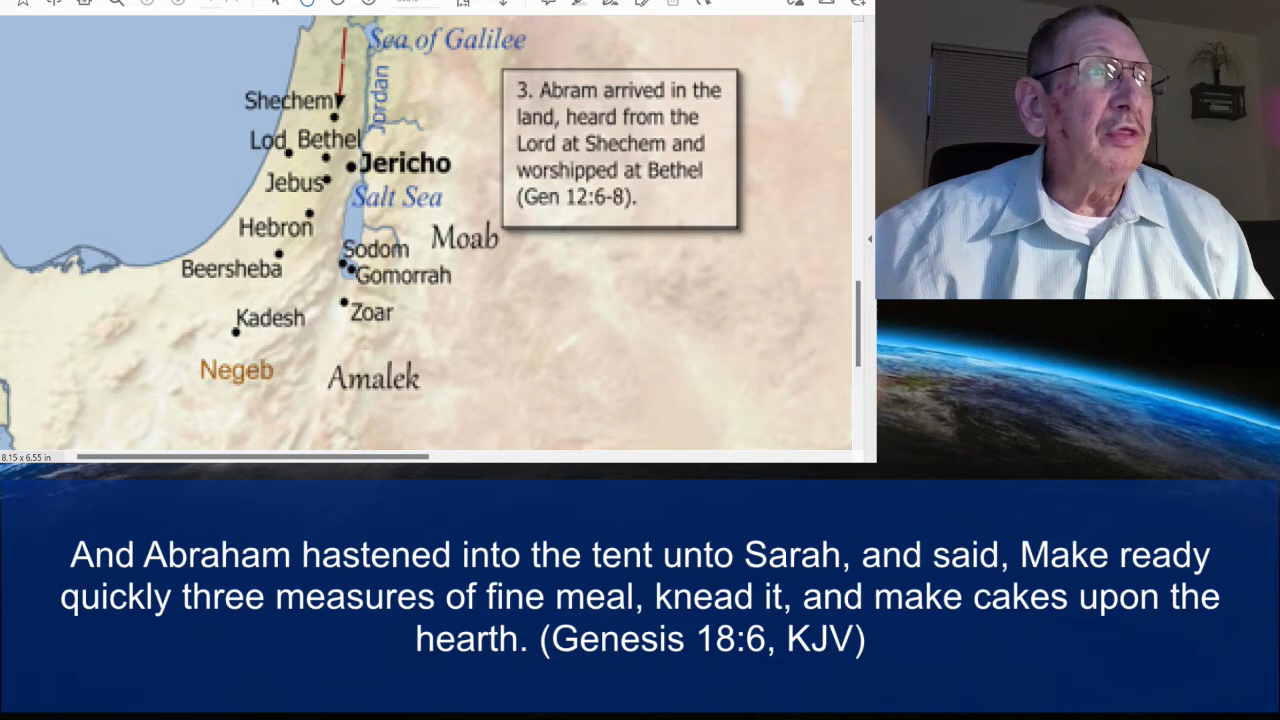 Sea of Galilee
Jordan
3. Abram arrived in the
land, heard from the
Lord at Shechem and
worshipped at Bethel
(Gen 12:6-8).
Shechem
Lod Bethel
Jericho
Jebus
Salt Sea
Hebron
Moab
Sodom
Beersheba
Gomorrah
Zoar
Kadesh
Negeb
Amalek
8.15 x 6.55 in
And Abraham hastened into the tent unto Sarah, and said, Make ready
quickly three measures of fine meal, knead it, and make cakes upon the
hearth. (Genesis 18:6, KJV)